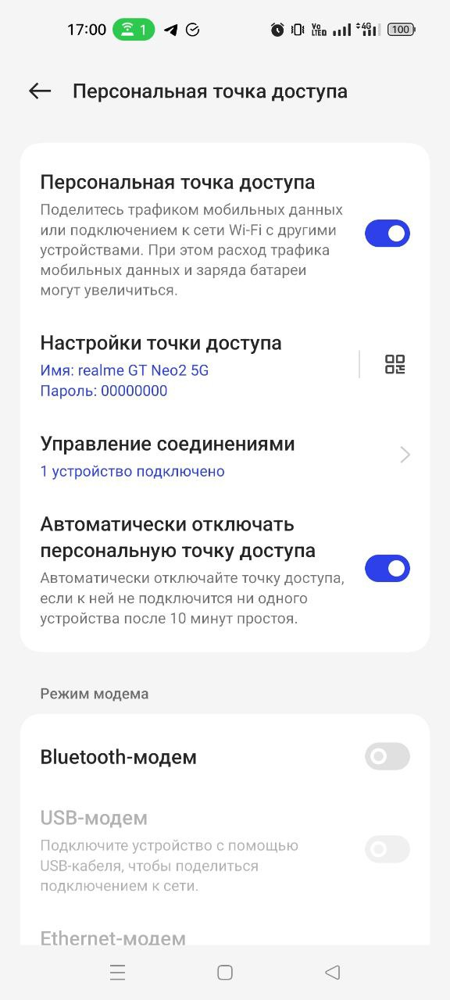 17:00
1
Vo
LTED
4G
100
Персональная точка доступа
Персональная точка доступа
Поделитесь трафиком мобильных данных
или подключением к сети Wi-Fi с другими
устройствами. При этом расход трафика
мобильных данных и заряда батареи
могут увеличиться.
Настройки точки доступа
Имя: realme GT Neo2 5G
Пароль: 00000000
Управление соединениями
1 устройство подключено
Автоматически отключать
персональную точку доступа
Автоматически отключайте точку доступа,
если к ней не подключится ни одного
устройства после 10 минут простоя.
Режим модема
Bluetooth-модем
USB-модем
Подключите устройство с помощью
USB-кабеля, чтобы поделиться
подключением к сети.
Ethernet-модем